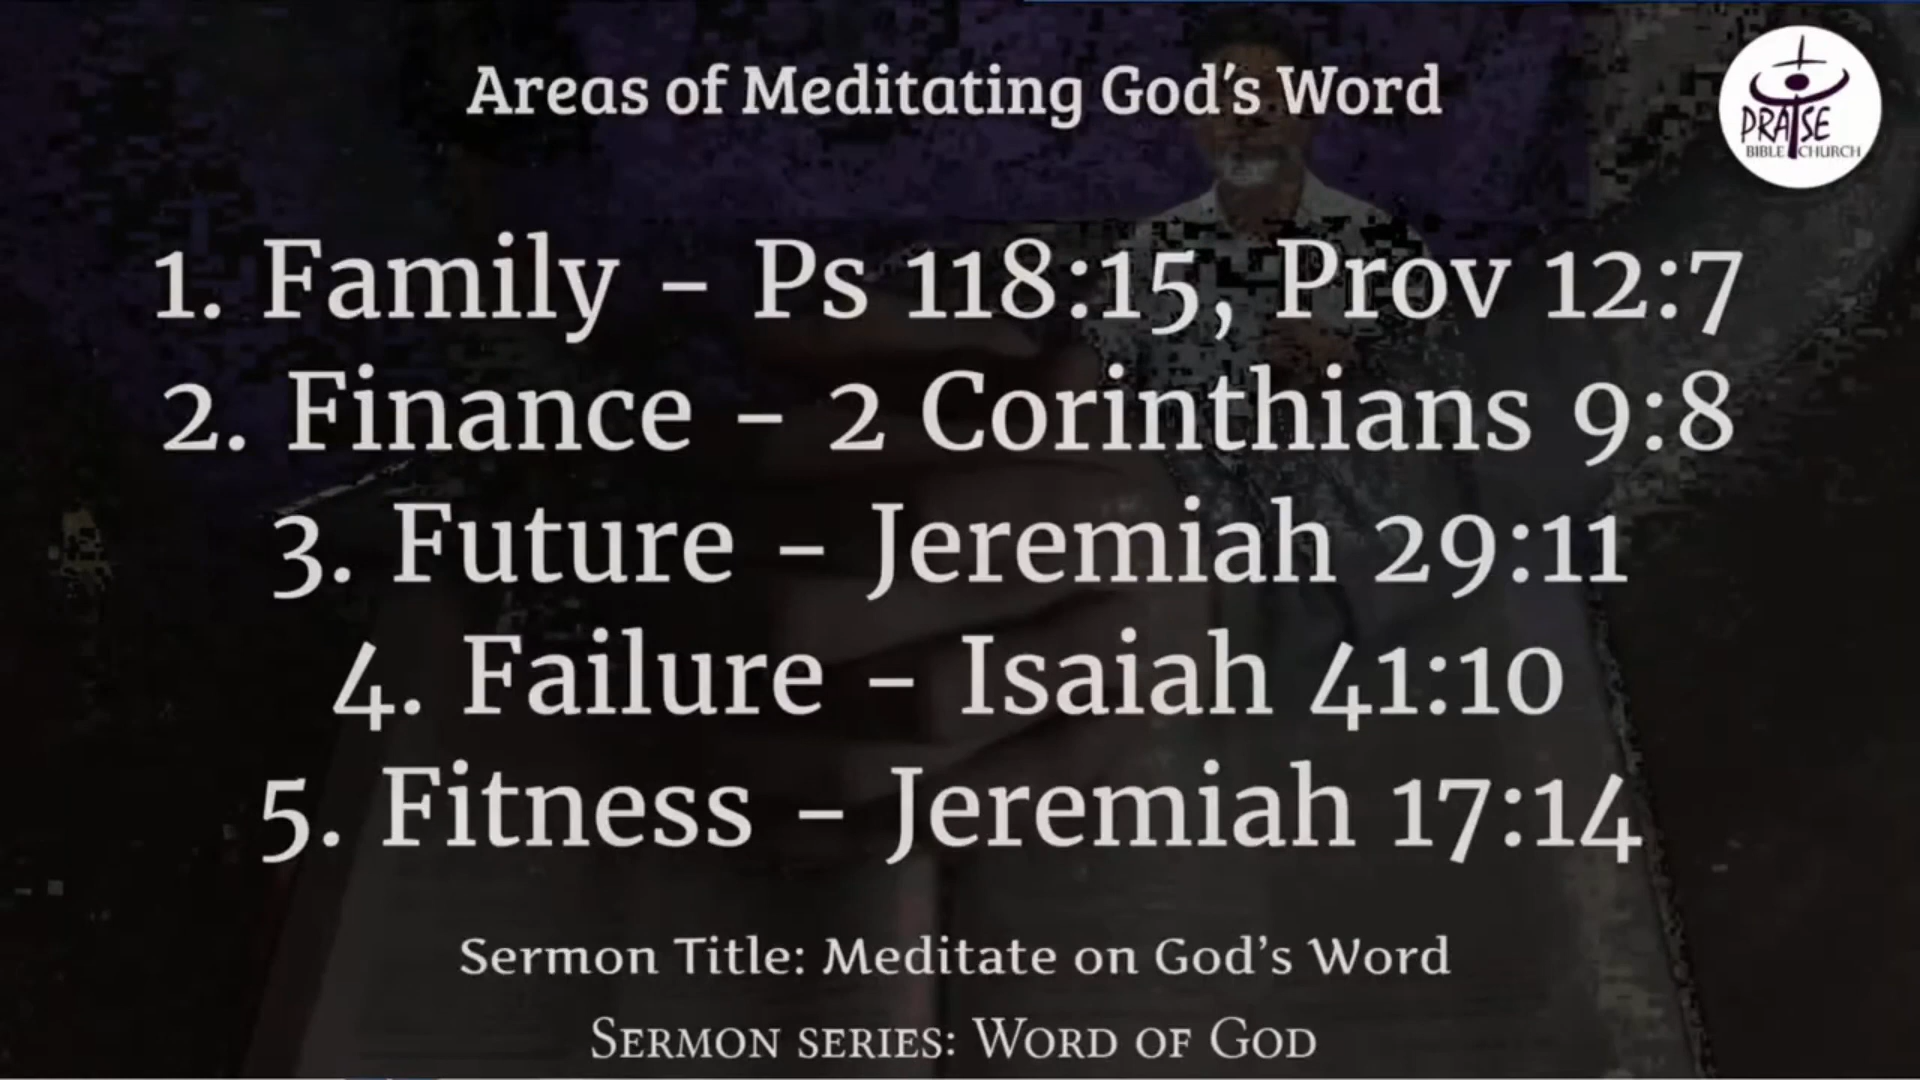 Areas of Meditating God's Word
PRAISE
BIBLE CHURCH
1. Family - Ps 118:15, Prov 12:7
2. Finance - 2 Corinthians 9:8
3. Future - Jeremiah 29:11
4. Failure - Isaiah 41:10
5. Fitness - Jeremiah 17:14
Sermon Title: Meditate on God's Word
SERMON SERIES: WORD OF GOD